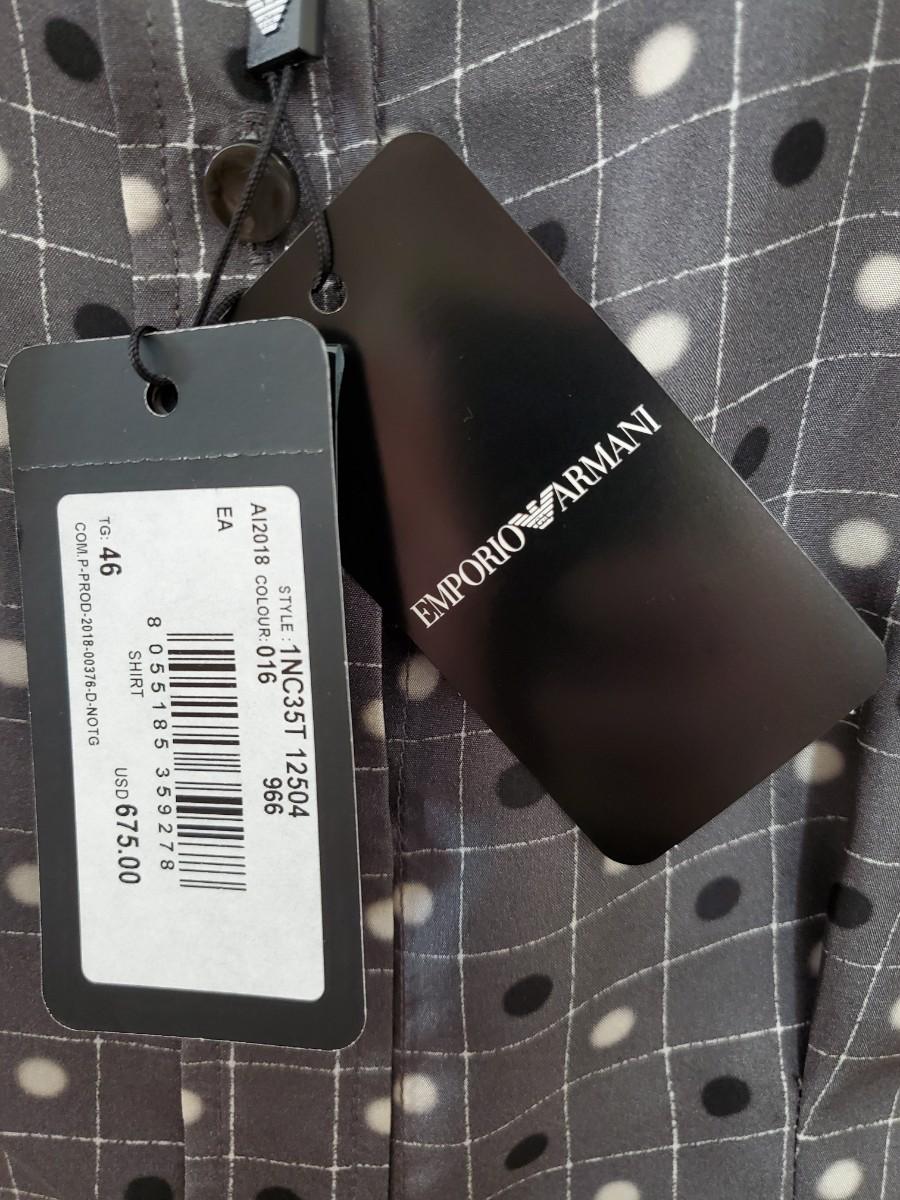 EMPORIO ARMANI
STYLE : 1NC35T 12504
AI2018 COLOUR: 016 966
EA
8 055185 359278
SHIRT
TG: 46 USD 675.00
COM.P-PROD-2018-00376-D-NOTG